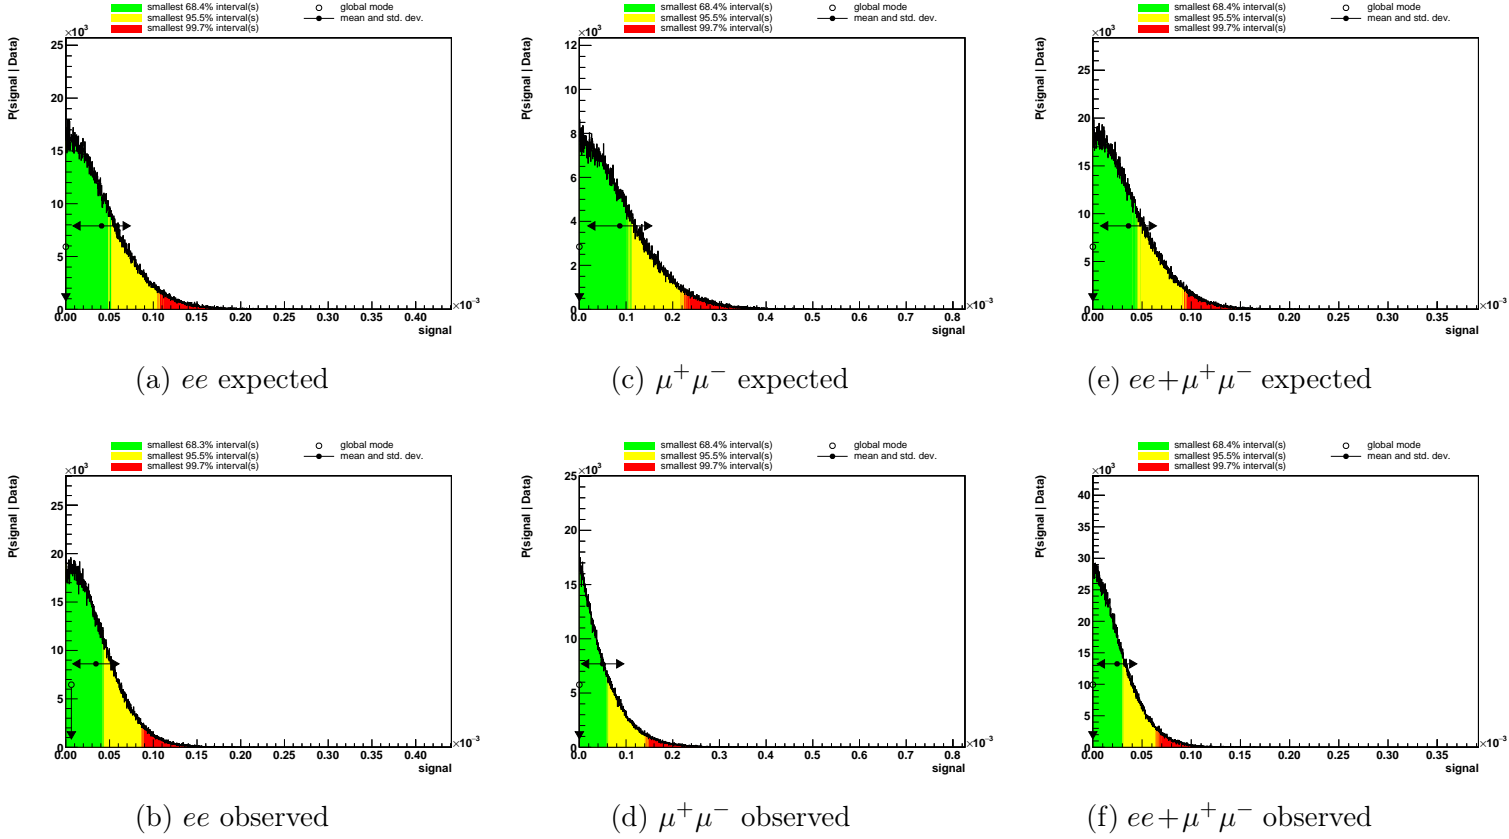 smallest 68.4% interval(s)
smallest 95.5% interval(s)
smallest 99.7% interval(s)
global mode
mean and std. dev.
×10³
P(signal | Data)
25
20
15
10
5
0
0.00 0.05 0.10 0.15 0.20 0.25 0.30 0.35 0.40
×10⁻³
signal
(a) ee expected
smallest 68.4% interval(s)
smallest 95.5% interval(s)
smallest 99.7% interval(s)
global mode
mean and std. dev.
×10³
P(signal | Data)
12
10
8
6
4
2
0
0.0 0.1 0.2 0.3 0.4 0.5 0.6 0.7 0.8
×10⁻³
signal
(c) μ⁺μ⁻ expected
smallest 68.4% interval(s)
smallest 95.5% interval(s)
smallest 99.7% interval(s)
global mode
mean and std. dev.
×10³
P(signal | Data)
25
20
15
10
5
0
0.00 0.05 0.10 0.15 0.20 0.25 0.30 0.35
×10⁻³
signal
(e) ee+μ⁺μ⁻ expected
smallest 68.3% interval(s)
smallest 95.5% interval(s)
smallest 99.7% interval(s)
global mode
mean and std. dev.
×10³
P(signal | Data)
25
20
15
10
5
0
0.00 0.05 0.10 0.15 0.20 0.25 0.30 0.35 0.40
×10⁻³
signal
(b) ee observed
smallest 68.4% interval(s)
smallest 95.5% interval(s)
smallest 99.7% interval(s)
global mode
mean and std. dev.
×10³
P(signal | Data)
25
20
15
10
5
0
0.0 0.1 0.2 0.3 0.4 0.5 0.6 0.7 0.8
×10⁻³
signal
(d) μ⁺μ⁻ observed
smallest 68.4% interval(s)
smallest 95.5% interval(s)
smallest 99.7% interval(s)
global mode
mean and std. dev.
×10³
P(signal | Data)
40
35
30
25
20
15
10
5
0
0.00 0.05 0.10 0.15 0.20 0.25 0.30 0.35
×10⁻³
signal
(f) ee+μ⁺μ⁻ observed